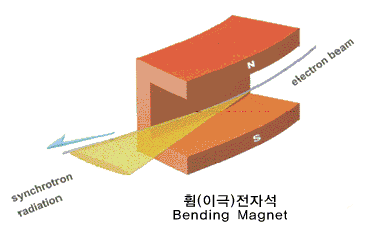 N
electron beam
S
synchrotron
radiation
휨(이극)전자석
Bending Magnet